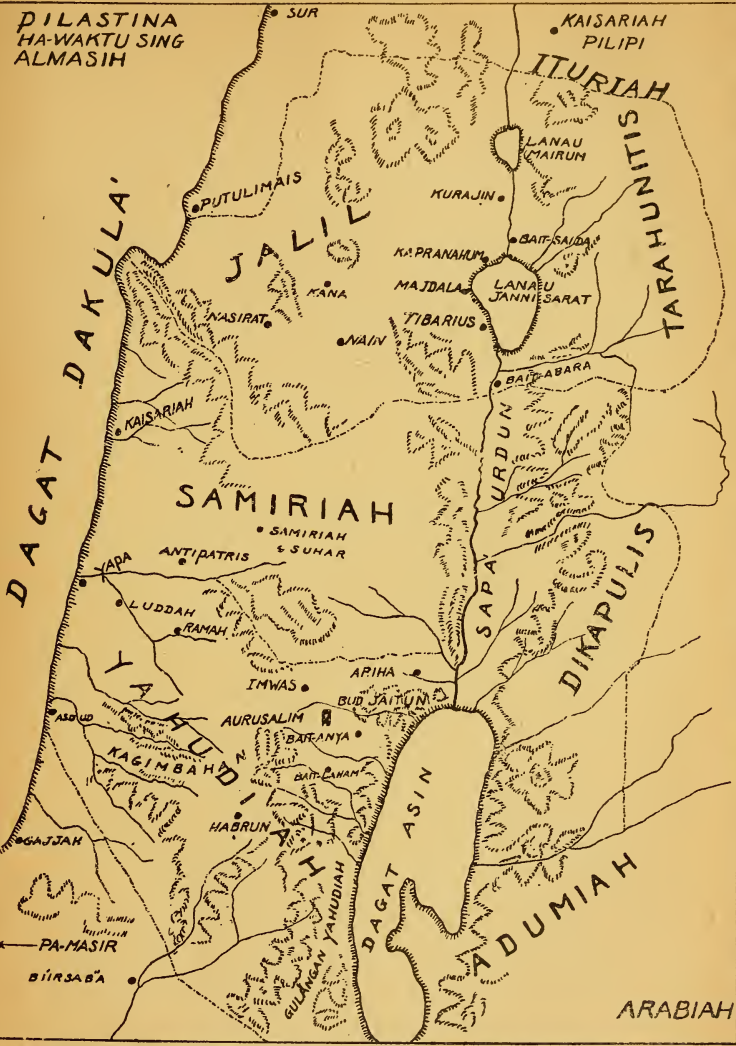 PILASTINA
HA-WAKTU SING
ALMASIH
SUR
KAISARIAH
PILIPI
ITURIAH
TARAHUNITIS
LANAU
MAIRUM
PUTULIMAIS
KURAJIN
JALIL
BAIT-SAIDA
KAPRANAHUM
MAJDALA
LANAU
JANNISARAT
KANA
NASIRAT
TIBARIUS
NAIN
BAIT-ABARA
DAGAT DAKULA'
KAISARIAH
SAPA' URDUN
SAMIRIAH
SAMIRIAH
& SUHAR
ANTIPATRIS
YAPA
LUDDAH
RAMAH
DIKAPULIS
ARIHA
IMWAS
BUD JAITUN
YAHUDIAH
ASDUD
AURUSALIM
BAIT-ANYA
KAGIMBAHAN
BAIT-LAHAM
HABRUN
GAJJAH
DAGAT ASIN
GULANGAN YAHUDIAH
ADUMIAH
PA-MASIR
BIIRSABA
ARABIAH